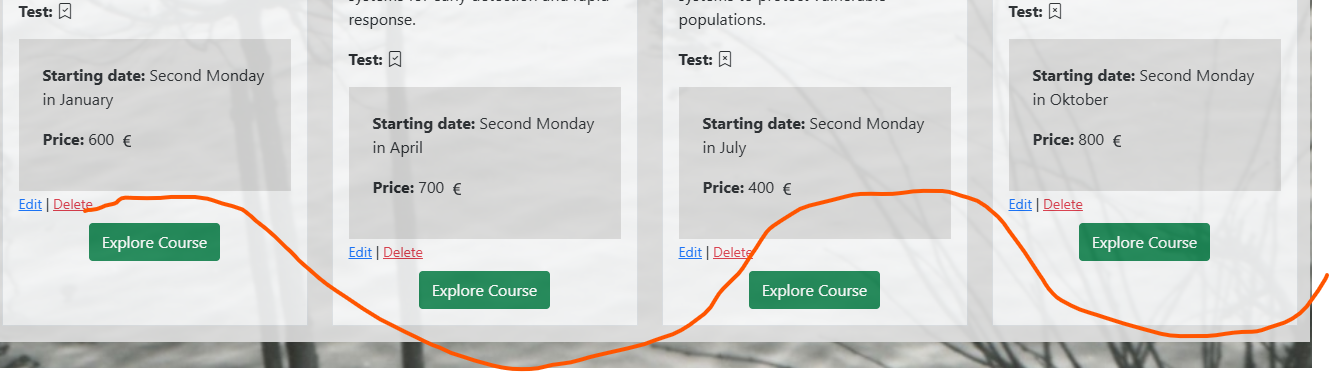 Test:
Starting date: Second Monday
in January
Price: 600 €
Edit | Delete
Explore Course
response.
Test:
Starting date: Second Monday
in April
Price: 700 €
Edit | Delete
Explore Course
populations.
Test:
Starting date: Second Monday
in July
Price: 400 €
Edit | Delete
Explore Course
Test:
Starting date: Second Monday
in Oktober
Price: 800 €
Edit | Delete
Explore Course